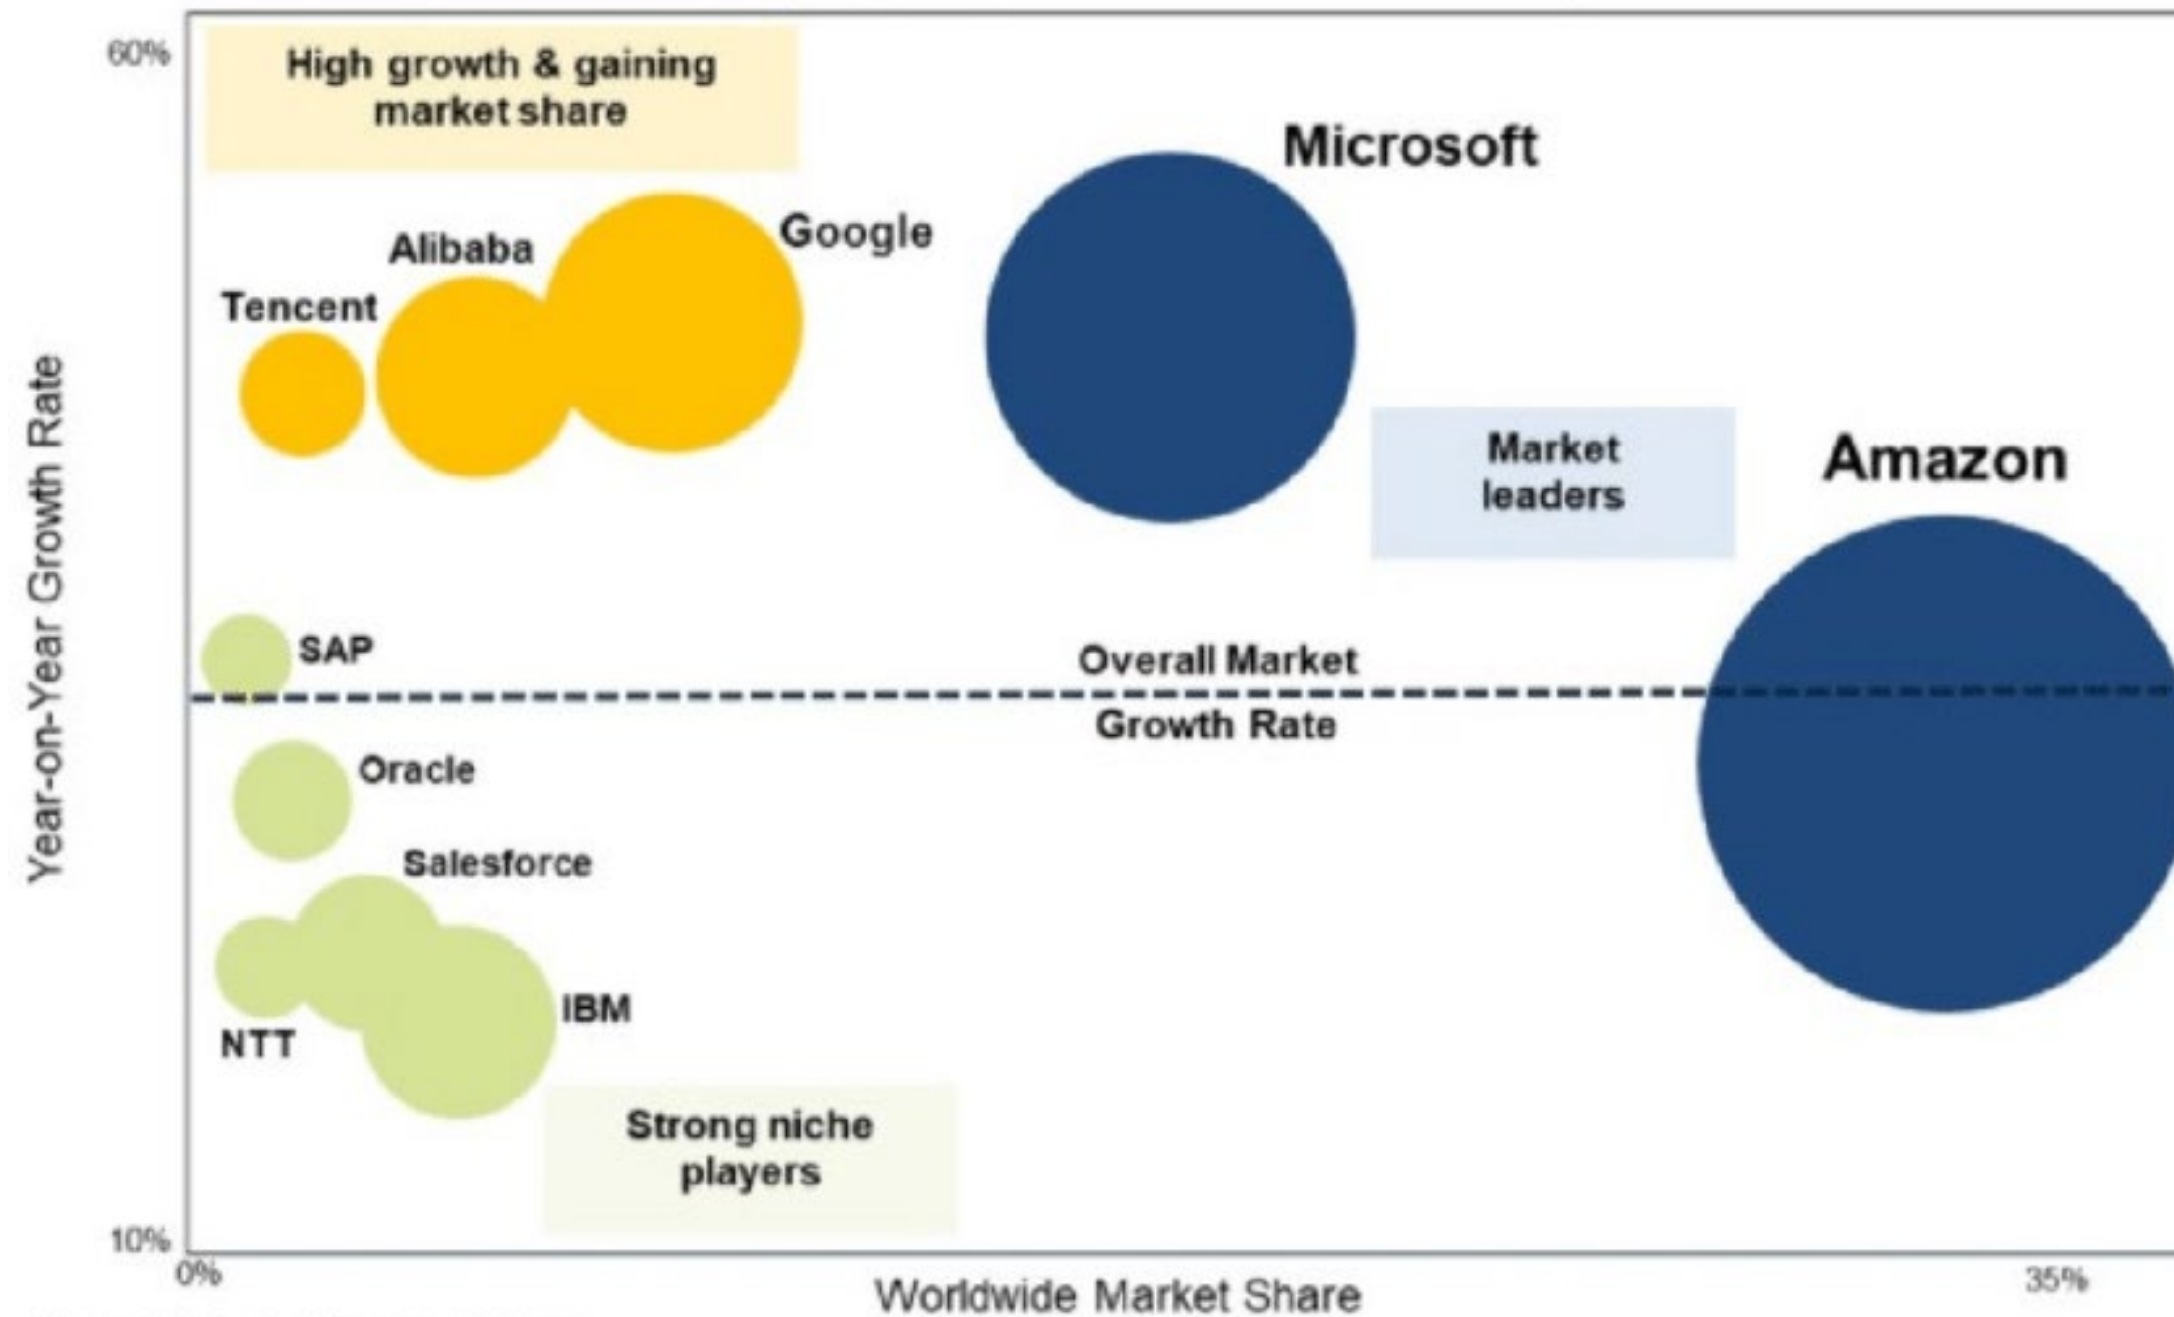 60%
High growth & gaining
market share
Microsoft
Google
Alibaba
Tencent
Market
leaders
Amazon
Year-on-Year Growth Rate
SAP
Overall Market
Growth Rate
Oracle
Salesforce
IBM
NTT
Strong niche
players
10%
0%
35%
Worldwide Market Share